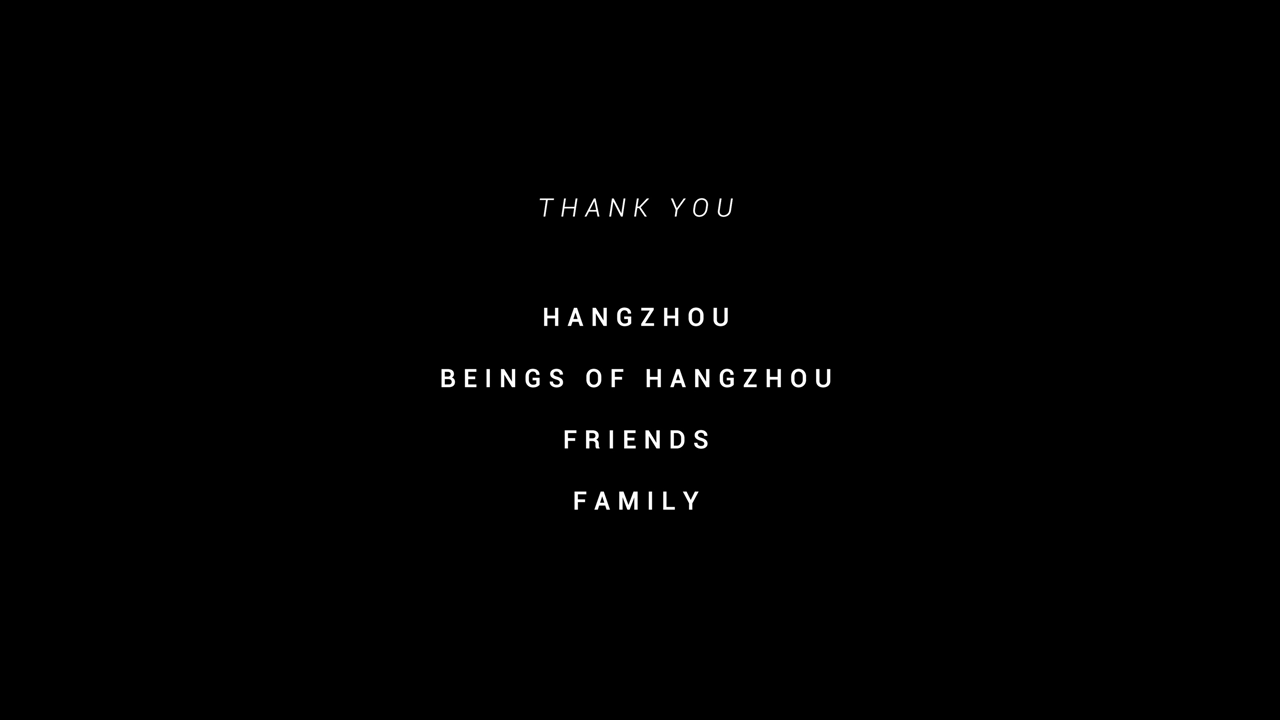 THANK YOU
HANGZHOU
BEINGS OF HANGZHOU
FRIENDS
FAMILY